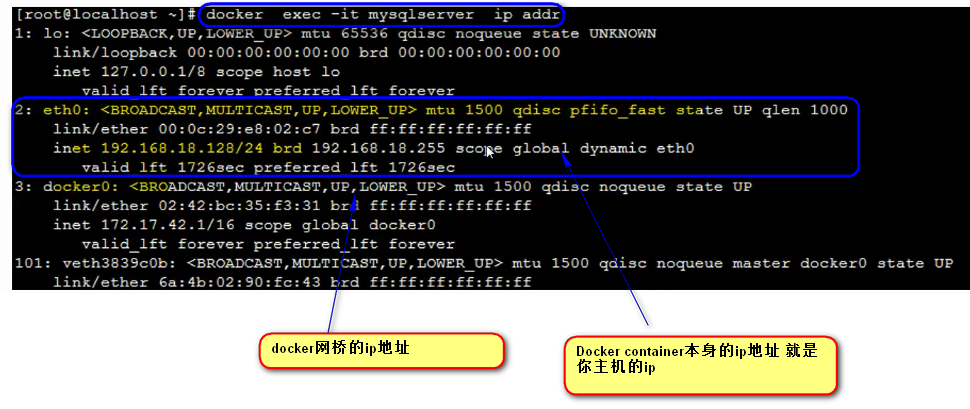 [root@localhost ~]# docker  exec -it mysqlserver  ip addr
1: lo: <LOOPBACK,UP,LOWER_UP> mtu 65536 qdisc noqueue state UNKNOWN
    link/loopback 00:00:00:00:00:00 brd 00:00:00:00:00:00
    inet 127.0.0.1/8 scope host lo
       valid_lft forever preferred_lft forever
2: eth0: <BROADCAST,MULTICAST,UP,LOWER_UP> mtu 1500 qdisc pfifo_fast state UP qlen 1000
    link/ether 00:0c:29:e8:02:c7 brd ff:ff:ff:ff:ff:ff
    inet 192.168.18.128/24 brd 192.168.18.255 scope global dynamic eth0
       valid_lft 1726sec preferred_lft 1726sec
3: docker0: <BROADCAST,MULTICAST,UP,LOWER_UP> mtu 1500 qdisc noqueue state UP
    link/ether 02:42:bc:35:f3:31 brd ff:ff:ff:ff:ff:ff
    inet 172.17.42.1/16 scope global docker0
       valid_lft forever preferred_lft forever
101: veth3839c0b: <BROADCAST,MULTICAST,UP,LOWER_UP> mtu 1500 qdisc noqueue master docker0 state UP
    link/ether 6a:4b:02:90:fc:43 brd ff:ff:ff:ff:ff:ff
docker网桥的ip地址
Docker container本身的ip地址 就是
你主机的ip